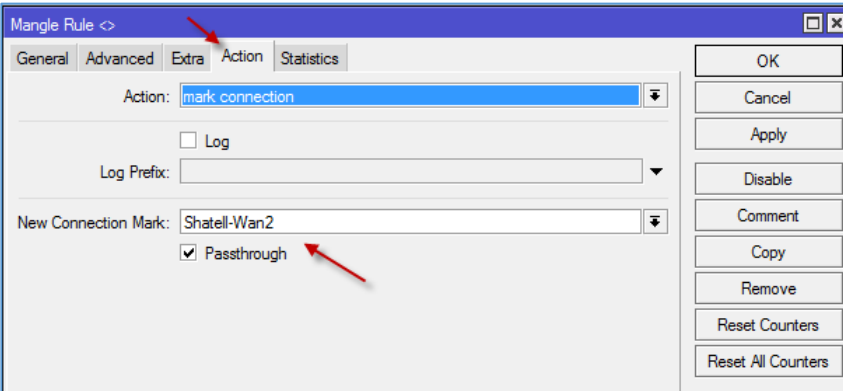 Mangle Rule <>
General Advanced Extra Action Statistics
Action: mark connection
Log
Log Prefix:
New Connection Mark: Shatell-Wan2
Passthrough
OK
Cancel
Apply
Disable
Comment
Copy
Remove
Reset Counters
Reset All Counters